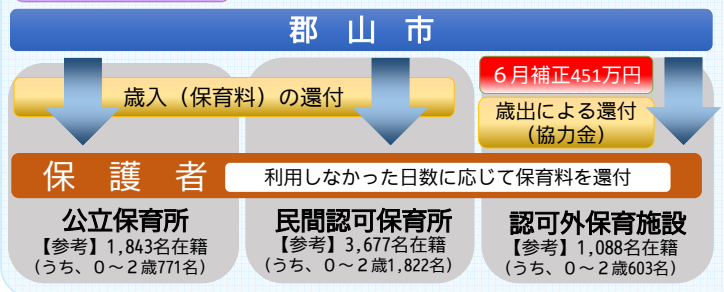 郡山市
6月補正451万円
歳入（保育料）の還付
歳出による還付
（協力金）
保護者 利用しなかった日数に応じて保育料を還付
公立保育所
【参考】1,843名在籍
(うち、０～２歳771名)
民間認可保育所
【参考】3,677名在籍
(うち、０～２歳1,822名)
認可外保育施設
【参考】1,088名在籍
(うち、０～２歳603名)